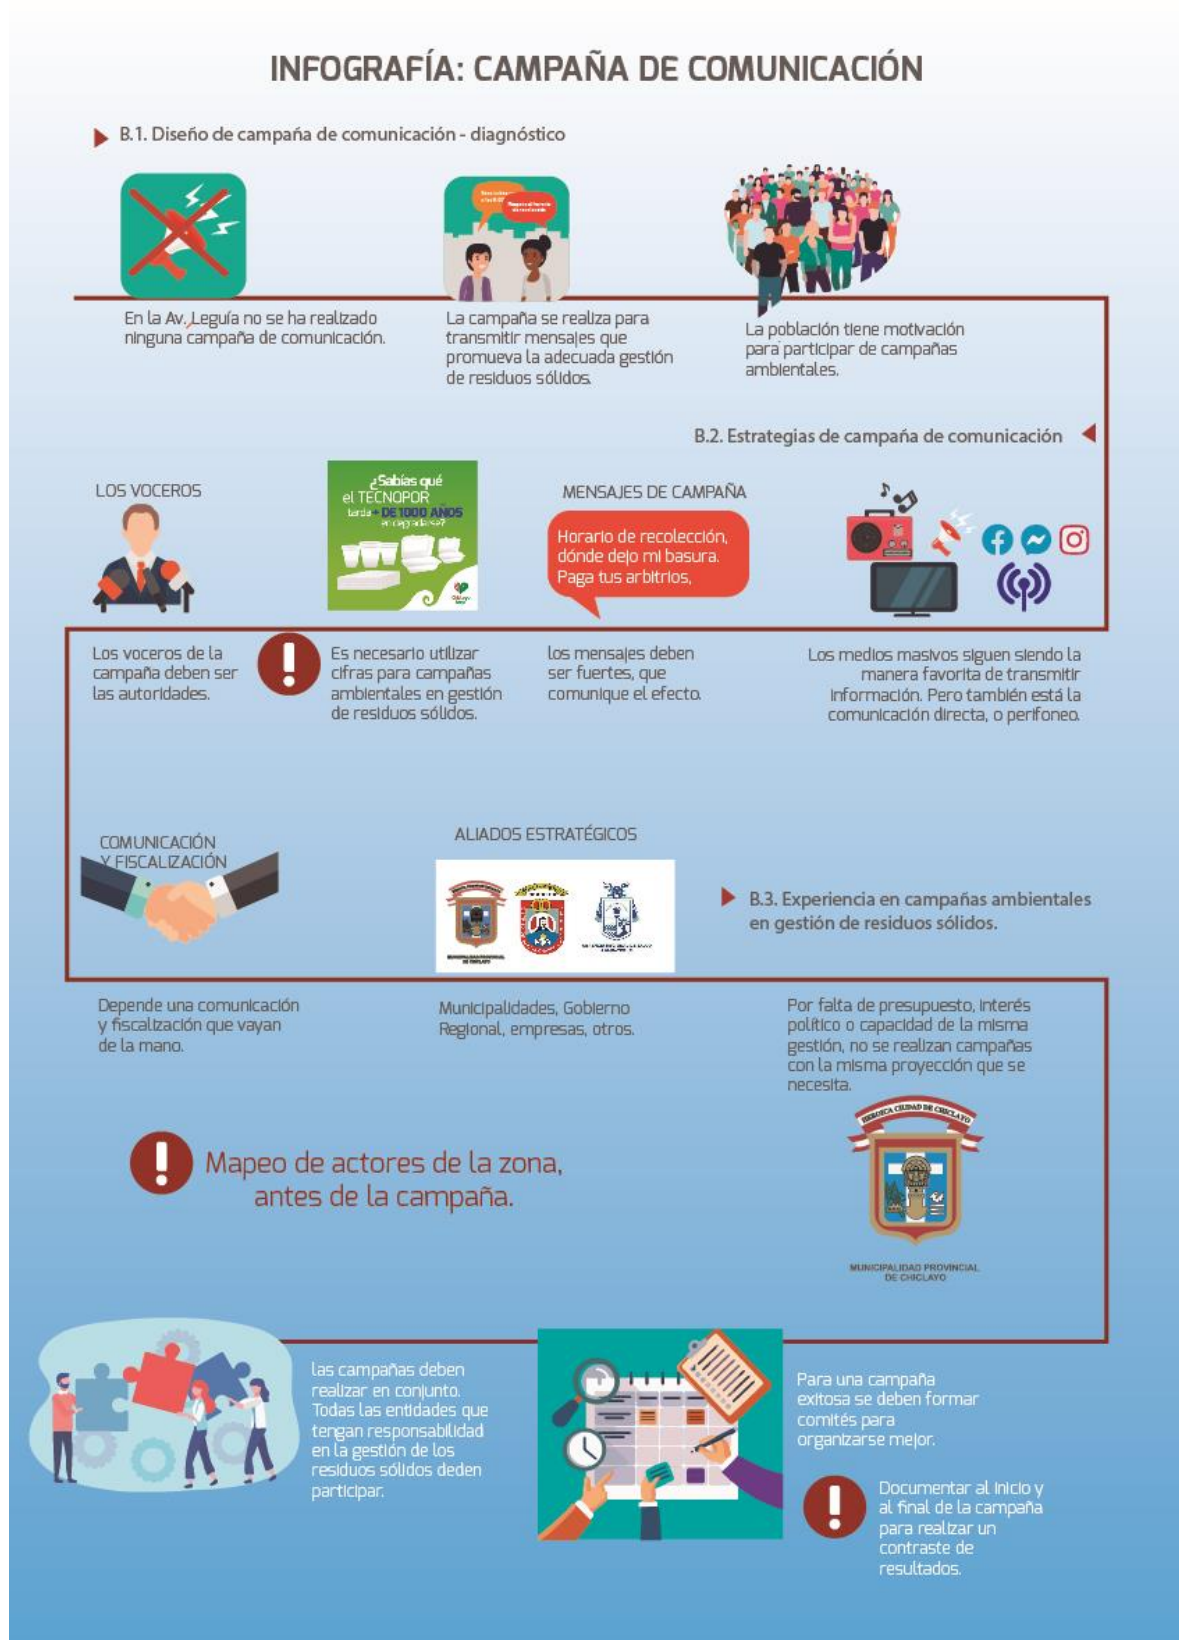 INFOGRAFÍA: CAMPAÑA DE COMUNICACIÓN
B.1. Diseño de campaña de comunicación - diagnóstico
En la Av. Leguía no se ha realizado
ninguna campaña de comunicación.
La campaña se realiza para
transmitir mensajes que
promueva la adecuada gestión
de residuos sólidos.
La población tiene motivación
para participar de campañas
ambientales.
B.2. Estrategias de campaña de comunicación
LOS VOCEROS
¿Sabías qué
el TECNOPOR
tarda + DE 1000 AÑOS
en degradarse?
MENSAJES DE CAMPAÑA
Horario de recolección,
dónde dejo mi basura.
Paga tus arbitrios,
Los voceros de la
campaña deben ser
las autoridades.
Es necesario utilizar
cifras para campañas
ambientales en gestión
de residuos sólidos.
los mensajes deben
ser fuertes, que
comunique el efecto.
Los medios masivos siguen siendo la
manera favorita de transmitir
información. Pero también está la
comunicación directa, o perifoneo.
COMUNICACIÓN
Y FISCALIZACIÓN
ALIADOS ESTRATÉGICOS
MUNICIPALIDAD PROVINCIAL
DE CHICLAYO
B.3. Experiencia en campañas ambientales
en gestión de residuos sólidos.
Depende una comunicación
y fiscalización que vayan
de la mano.
Municipalidades, Gobierno
Regional, empresas, otros.
Por falta de presupuesto, interés
político o capacidad de la misma
gestión, no se realizan campañas
con la misma proyección que se
necesita.
HEROICA CIUDAD DE CHICLAYO
MUNICIPALIDAD PROVINCIAL
DE CHICLAYO
Mapeo de actores de la zona,
antes de la campaña.
las campañas deben
realizar en conjunto.
Todas las entidades que
tengan responsabilidad
en la gestión de los
residuos sólidos deden
participar.
Para una campaña
exitosa se deben formar
comités para
organizarse mejor.
Documentar al inicio y
al final de la campaña
para realizar un
contraste de
resultados.